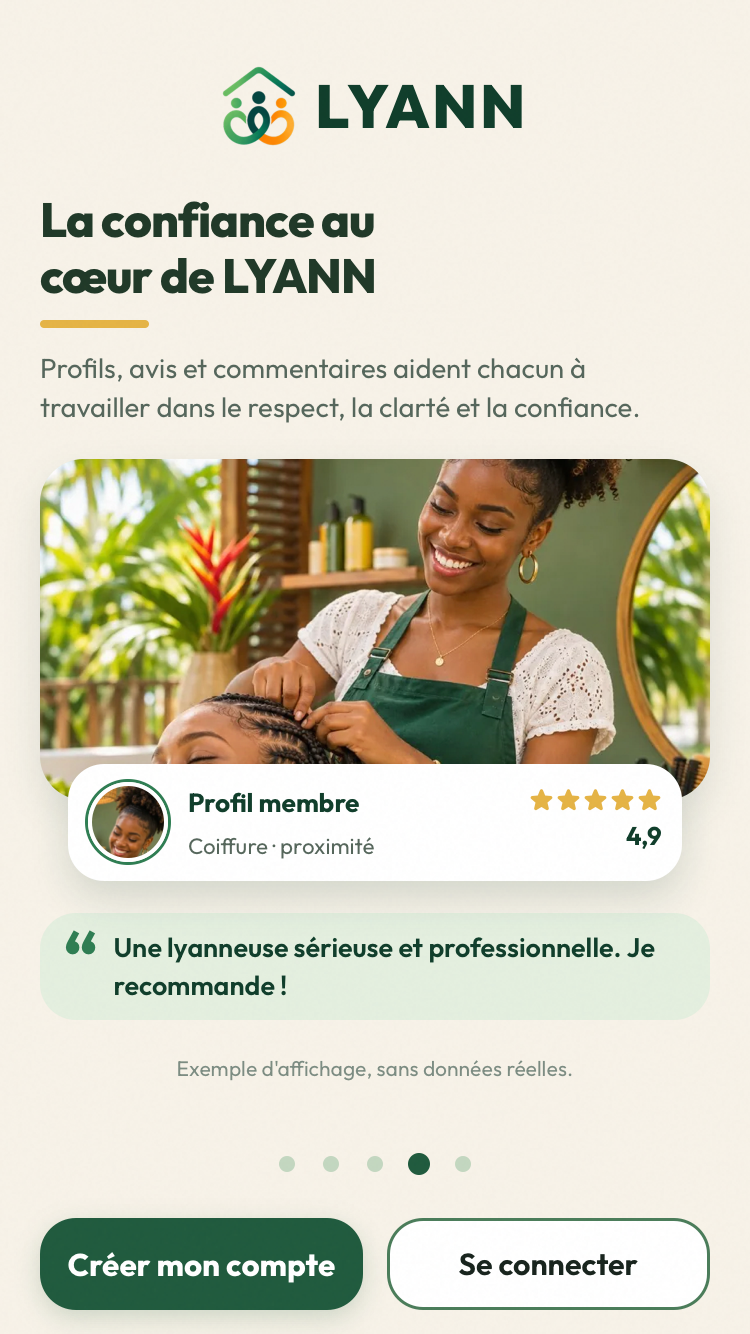 LYANN
La confiance au
cœur de LYANN
Profils, avis et commentaires aident chacun à
travailler dans le respect, la clarté et la confiance.
Profil membre
Coiffure · proximité
4,9
“ Une lyanneuse sérieuse et professionnelle. Je
recommande !
Exemple d'affichage, sans données réelles.
Créer mon compte
Se connecter